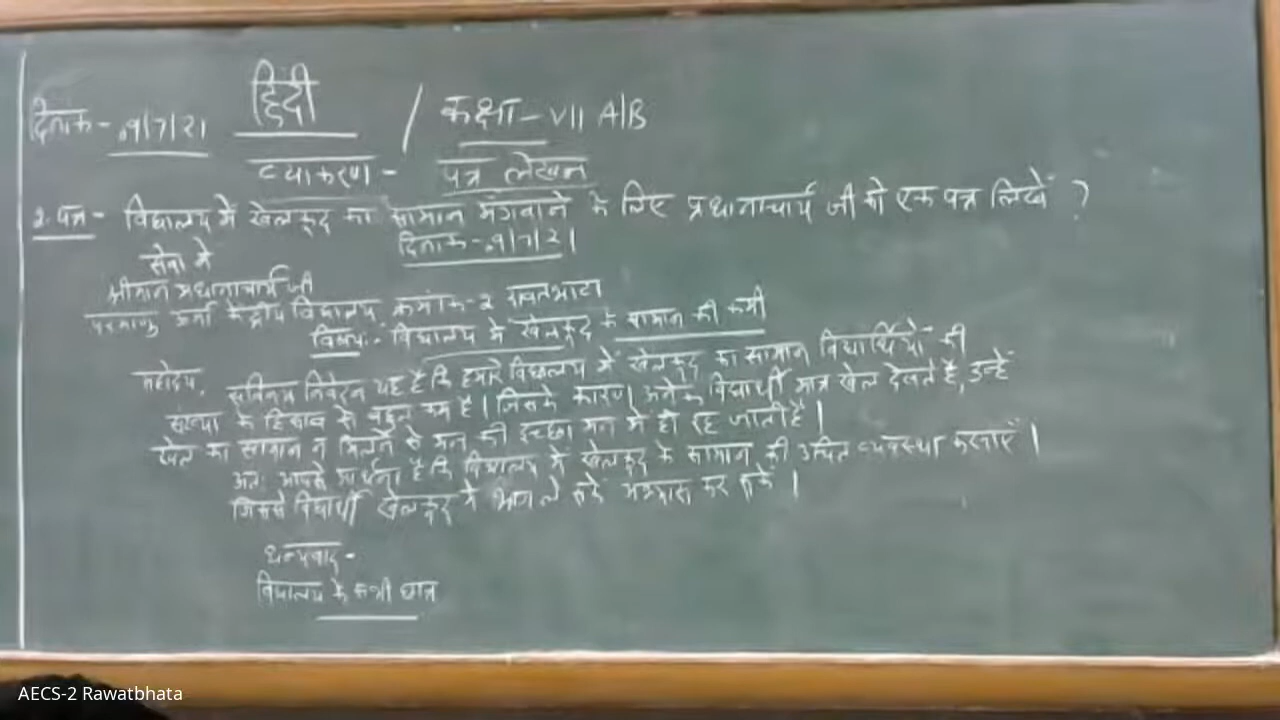 दिनांक- 09/7/21 हिंदी / कक्षा- VII A/B
व्याकरण - पत्र लेखन
2. पत्र - विद्यालय में खेलकूद का सामान मंगवाने के लिए प्रधानाचार्य जी को एक पत्र लिखें ?
दिनांक- 09/7/21
सेवा में
श्रीमान प्रधानाचार्य जी
परमाणु ऊर्जा केंद्रीय विद्यालय क्रमांक-2 रावतभाटा
विषय:- विद्यालय में खेलकूद के सामान की कमी
महोदय,
सविनय निवेदन यह है कि हमारे विद्यालय में खेलकूद का सामान विद्यार्थियों की
संख्या के हिसाब से बहुत कम है । जिसके कारण अनेक विद्यार्थी मात्र खेल देखते है, उन्हें
खेल का सामान न मिलने से मन की इच्छा मन में ही रह जाती है ।
अतः आपसे प्रार्थना है कि विद्यालय में खेलकूद के सामान की उचित व्यवस्था करवाएँ ।
जिससे विद्यार्थी खेलकूद में भाग ले सकें अभ्यास कर सकें ।
धन्यवाद -
विद्यालय के सभी छात्र
AECS-2 Rawatbhata